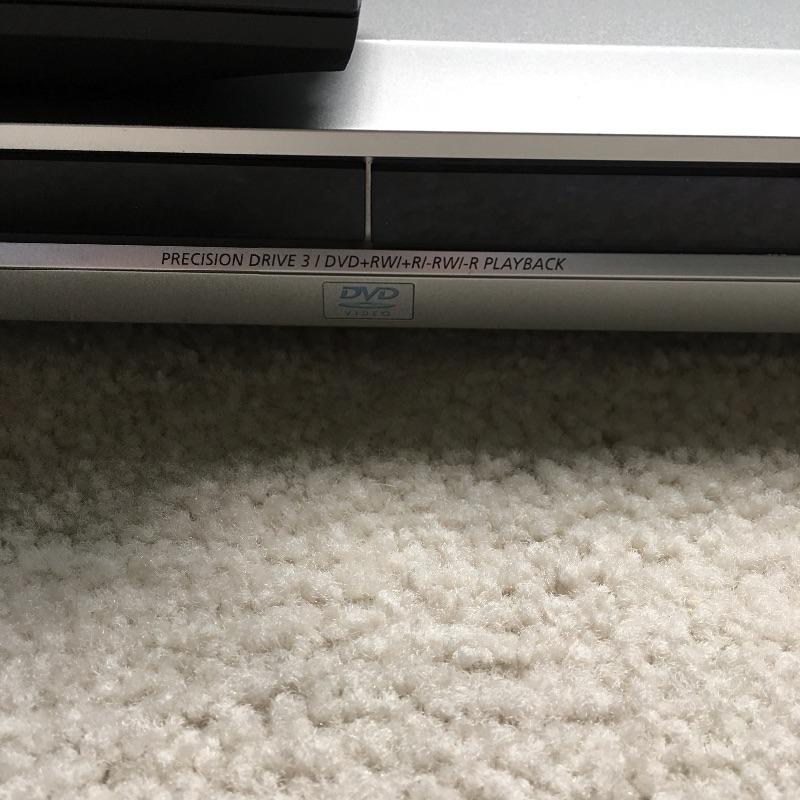 PRECISION DRIVE 3 / DVD+RW/+R/-RW/-R PLAYBACK
DVD
VIDEO